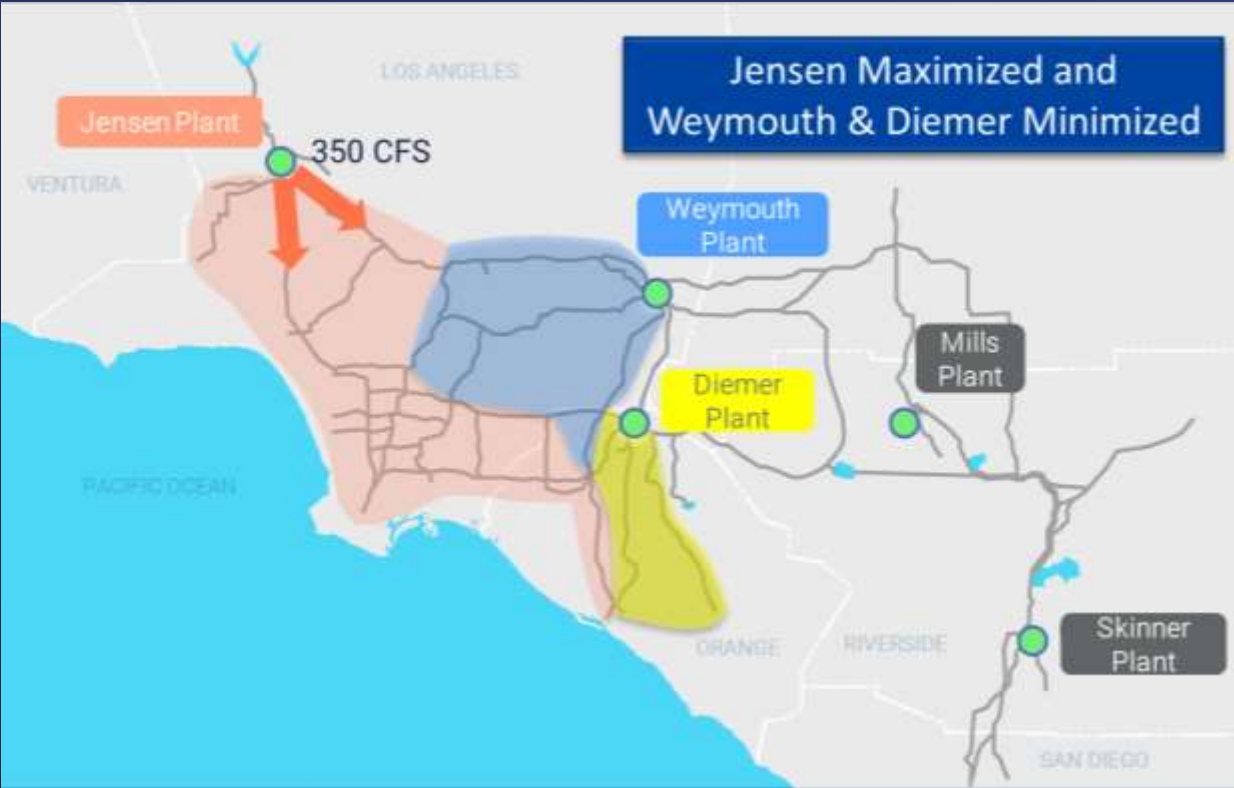 LOS ANGELES
Jensen Maximized and
Weymouth & Diemer Minimized
Jensen Plant
350 CFS
VENTURA
Weymouth
Plant
Mills
Plant
Diemer
Plant
PACIFIC OCEAN
Skinner
Plant
ORANGE
RIVERSIDE
SAN DIEGO